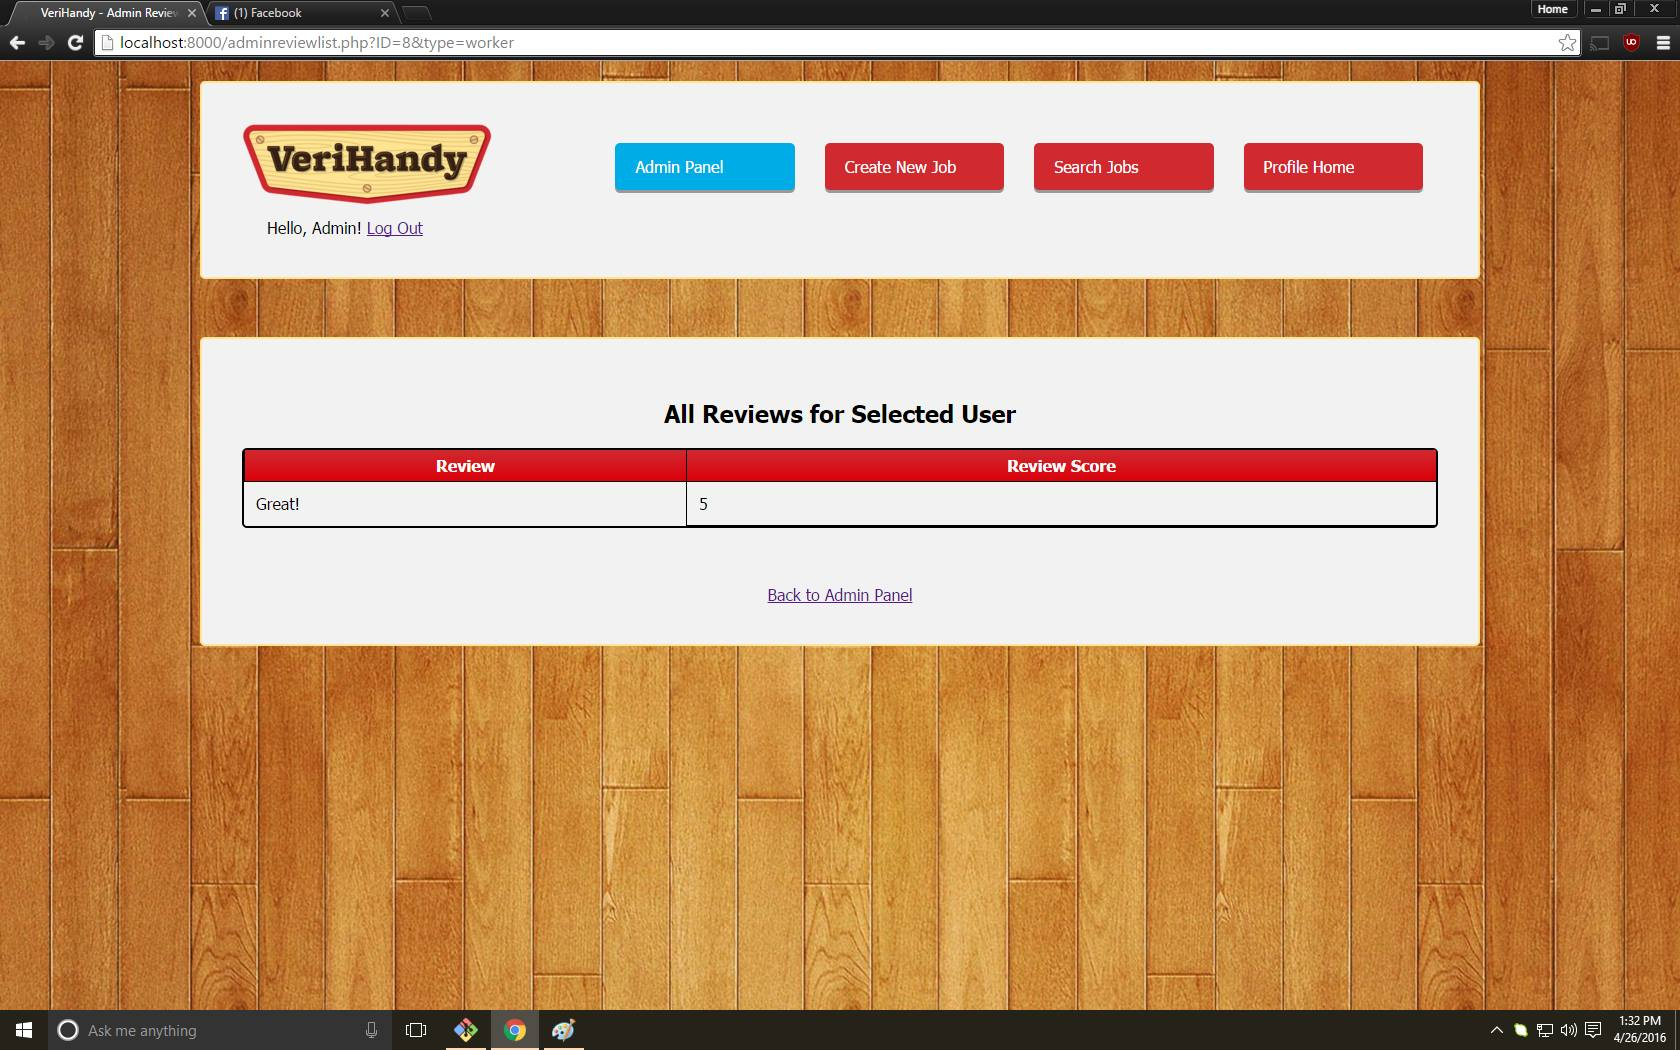 VeriHandy - Admin Review
(1) Facebook
Home
localhost:8000/adminreviewlist.php?ID=8&type=worker
VeriHandy
Admin Panel
Create New Job
Search Jobs
Profile Home
Hello, Admin! Log Out
All Reviews for Selected User
Review
Review Score
Great!
5
Back to Admin Panel
Ask me anything
1:32 PM
4/26/2016